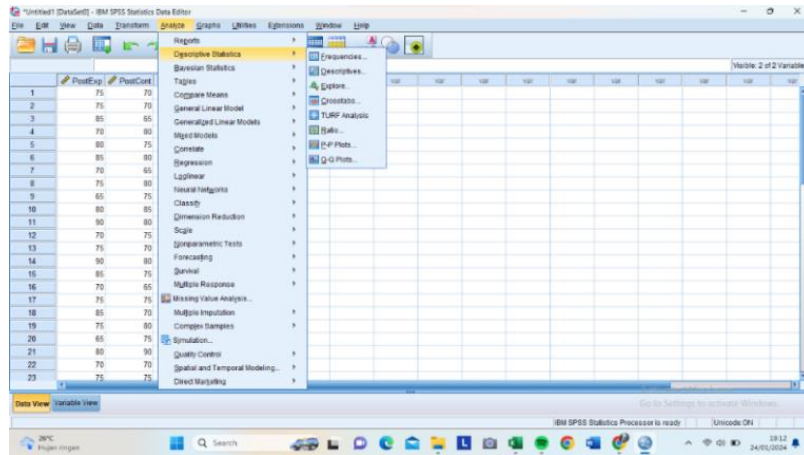 *Untitled1 [DataSet0] - IBM SPSS Statistics Data Editor
File Edit View Data Transform Analyze Graphs Utilities Extensions Window Help
Visible: 2 of 2 Variables
PostExp PostCont var var var var var var var var var
1 75 70
2 75 70
3 85 65
4 70 80
5 80 75
6 85 80
7 70 65
8 75 80
9 65 75
10 80 85
11 90 80
12 70 75
13 75 70
14 90 80
15 85 75
16 70 65
17 75 75
18 85 70
19 75 80
20 65 75
21 80 90
22 70 70
23 75 75
Reports
Descriptive Statistics
Bayesian Statistics
Tables
Compare Means
General Linear Model
Generalized Linear Models
Mixed Models
Correlate
Regression
Loglinear
Neural Networks
Classify
Dimension Reduction
Scale
Nonparametric Tests
Forecasting
Survival
Multiple Response
Missing Value Analysis...
Multiple Imputation
Complex Samples
Simulation...
Quality Control
Spatial and Temporal Modeling...
Direct Marketing
Frequencies...
Descriptives...
Explore...
Crosstabs...
TURF Analysis
Ratio...
P-P Plots...
Q-Q Plots...
Data View Variable View
Go to Settings to activate Windows.
IBM SPSS Statistics Processor is ready Unicode:ON
26°C
Hujan ringan
Search
19:12
24/01/2024